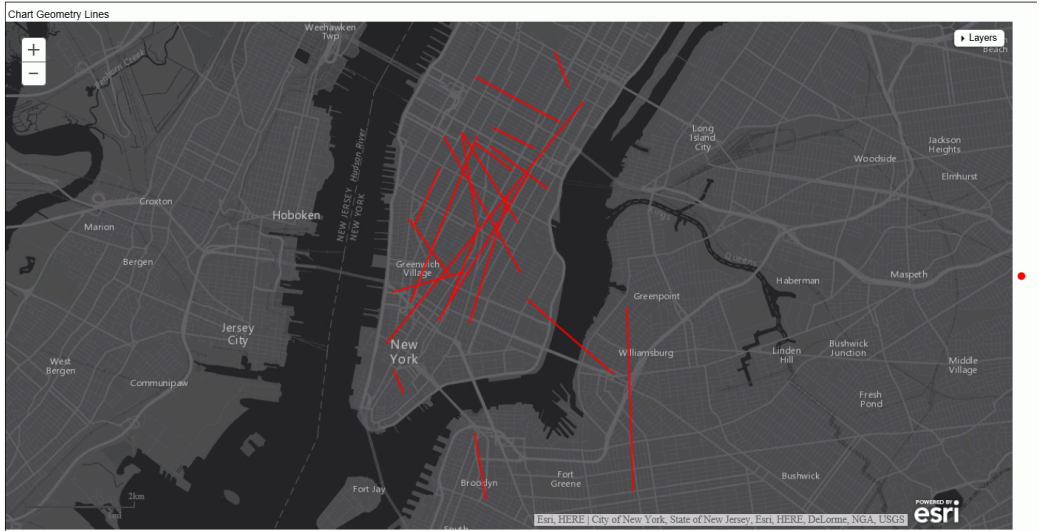 Chart Geometry Lines
Weehawken
Twp
+
−
Layers
Beach
Long
Island
City
Jackson
Heights
Woodside
Elmhurst
Hudson River
NEW JERSEY
NEW YORK
Croxton
Hoboken
Marion
Bergen
Greenwich
Village
Queens
Haberman
Maspeth
Greenpoint
Jersey
City
New
York
Williamsburg
Linden
Hill
Bushwick
Junction
Middle
Village
West
Bergen
Communipaw
Fresh
Pond
Fort Jay
Brooklyn
Fort
Greene
Bushwick
2km
South
POWERED BY
esri
Esri, HERE | City of New York, State of New Jersey, Esri, HERE, DeLorme, NGA, USGS